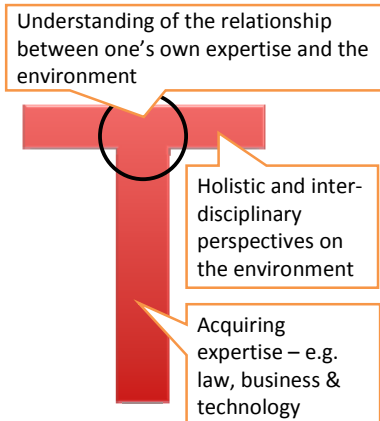 Understanding of the relationship
between one’s own expertise and the
environment
Holistic and inter-
disciplinary
perspectives on
the environment
Acquiring
expertise – e.g.
law, business &
technology